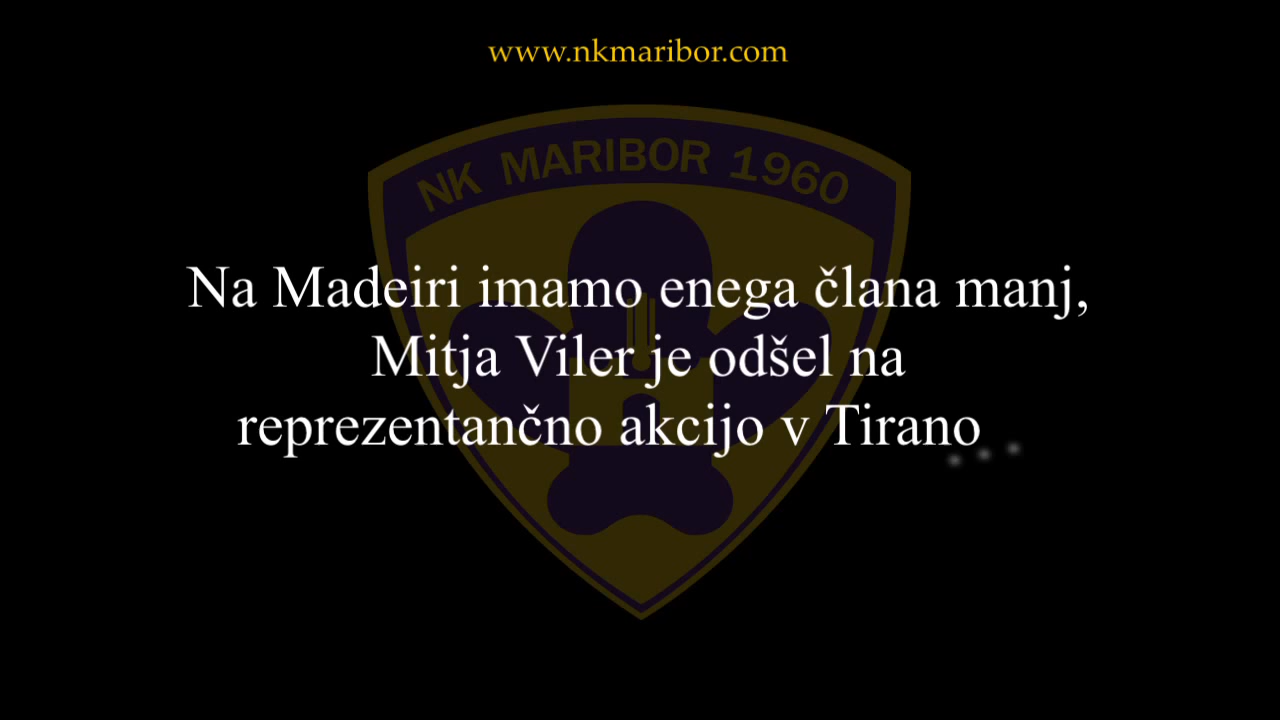 www.nkmaribor.com
NK MARIBOR 1960
Na Madeiri imamo enega člana manj,
Mitja Viler je odšel na
reprezentančno akcijo v Tirano...